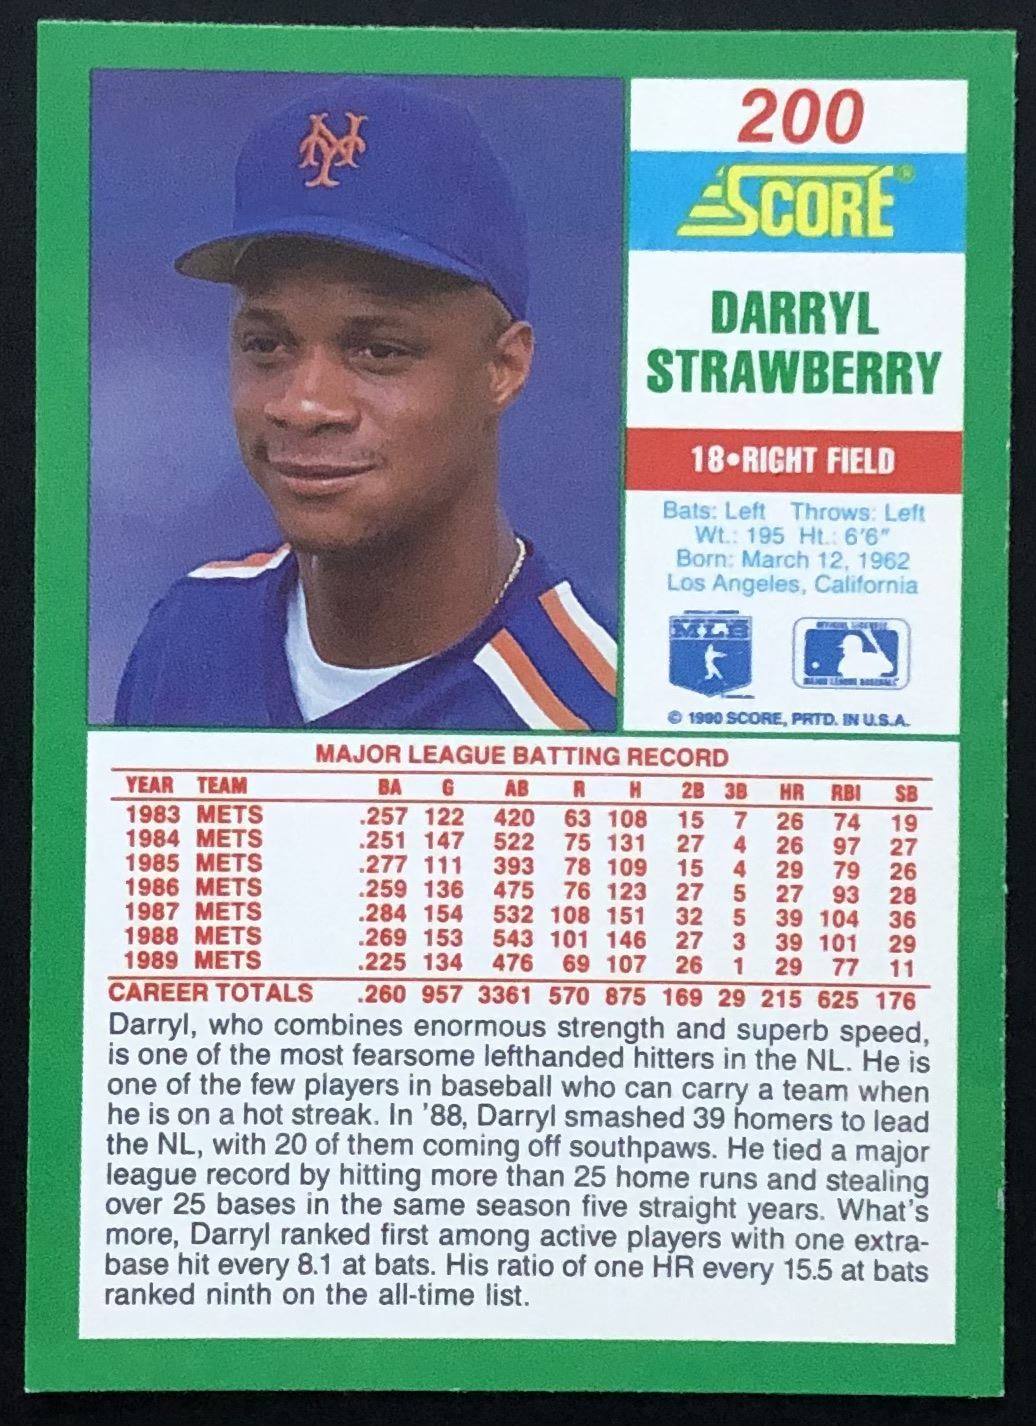 NY
200
SCORE®
DARRYL
STRAWBERRY
18•RIGHT FIELD
Bats: Left Throws: Left
Wt.: 195 Ht.: 6'6"
Born: March 12, 1962
Los Angeles, California
MLB
© 1990 SCORE, PRTD. IN U.S.A.
MAJOR LEAGUE BATTING RECORD
YEAR TEAM BA G AB R H 2B 3B HR RBI SB
1983 METS .257 122 420 63 108 15 7 26 74 19
1984 METS .251 147 522 75 131 27 4 26 97 27
1985 METS .277 111 393 78 109 15 4 29 79 26
1986 METS .259 136 475 76 123 27 5 27 93 28
1987 METS .284 154 532 108 151 32 5 39 104 36
1988 METS .269 153 543 101 146 27 3 39 101 29
1989 METS .225 134 476 69 107 26 1 29 77 11
CAREER TOTALS .260 957 3361 570 875 169 29 215 625 176
Darryl, who combines enormous strength and superb speed,
is one of the most fearsome lefthanded hitters in the NL. He is
one of the few players in baseball who can carry a team when
he is on a hot streak. In '88, Darryl smashed 39 homers to lead
the NL, with 20 of them coming off southpaws. He tied a major
league record by hitting more than 25 home runs and stealing
over 25 bases in the same season five straight years. What's
more, Darryl ranked first among active players with one extra-
base hit every 8.1 at bats. His ratio of one HR every 15.5 at bats
ranked ninth on the all-time list.